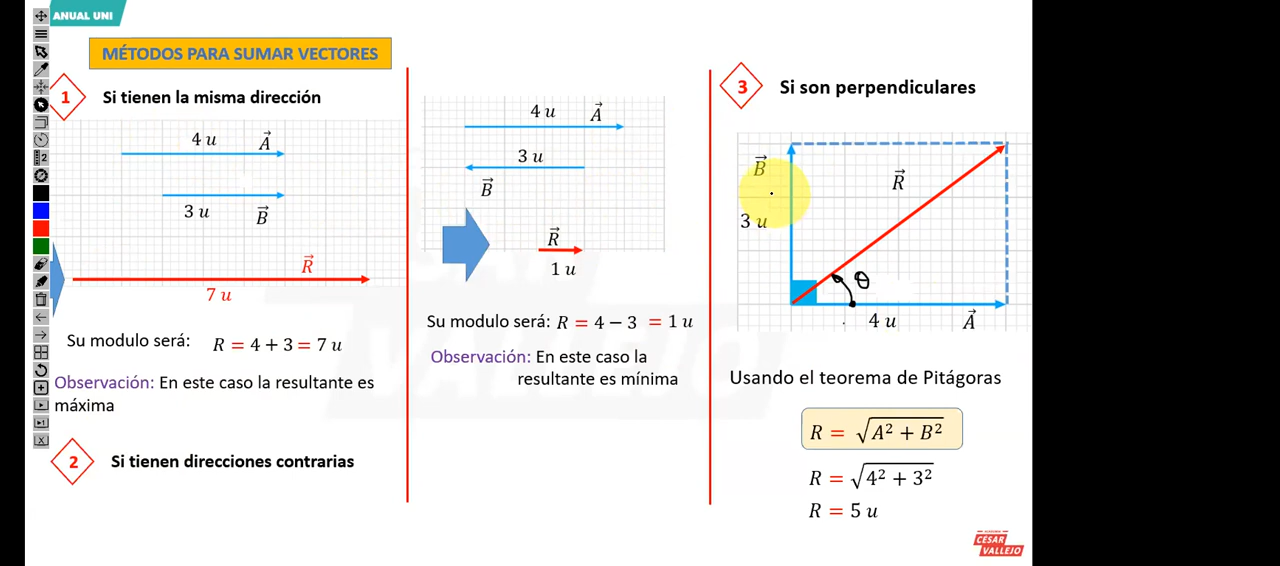 ANUAL UNI
MÉTODOS PARA SUMAR VECTORES
1 Si tienen la misma dirección
4 u A⃗
3 u B⃗
R⃗
7 u
Su modulo será: R = 4 + 3 = 7 u
Observación: En este caso la resultante es
máxima
2 Si tienen direcciones contrarias
4 u A⃗
3 u
B⃗
R⃗
1 u
Su modulo será: R = 4 − 3 = 1 u
Observación: En este caso la
resultante es mínima
3 Si son perpendiculares
B⃗
R⃗
3 u
θ
4 u A⃗
Usando el teorema de Pitágoras
R = √(A² + B²)
R = √(4² + 3²)
R = 5 u
CÉSAR
VALLEJO